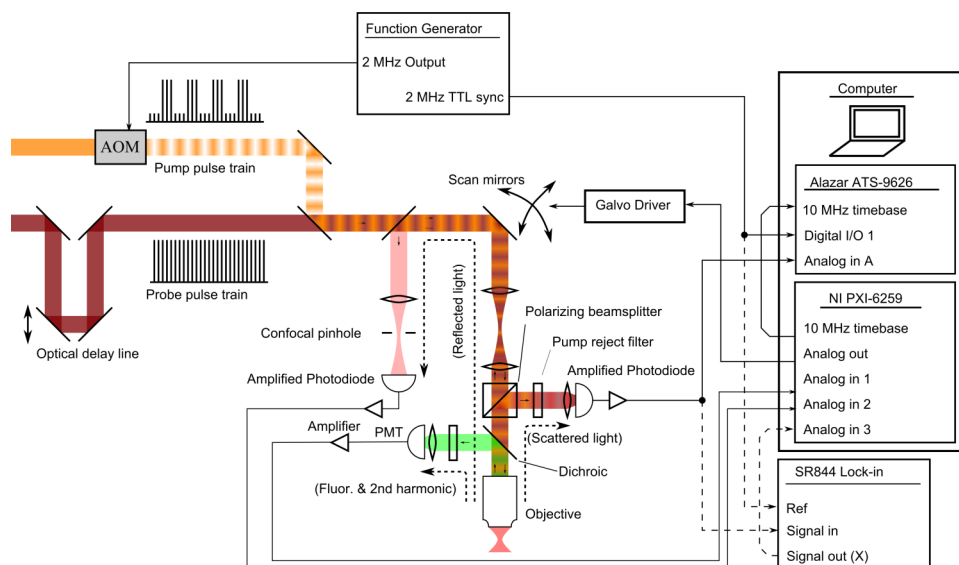 Function Generator
2 MHz Output
2 MHz TTL sync
AOM
Pump pulse train
Probe pulse train
Optical delay line
Scan mirrors
Galvo Driver
Computer
Alazar ATS-9626
10 MHz timebase
Digital I/O 1
Analog in A
NI PXI-6259
10 MHz timebase
Analog out
Analog in 1
Analog in 2
Analog in 3
SR844 Lock-in
Ref
Signal in
Signal out (X)
Confocal pinhole
(Reflected light)
Polarizing beamsplitter
Pump reject filter
Amplified Photodiode
Amplified Photodiode
Amplifier
PMT
(Scattered light)
Dichroic
(Fluor. & 2nd harmonic)
Objective